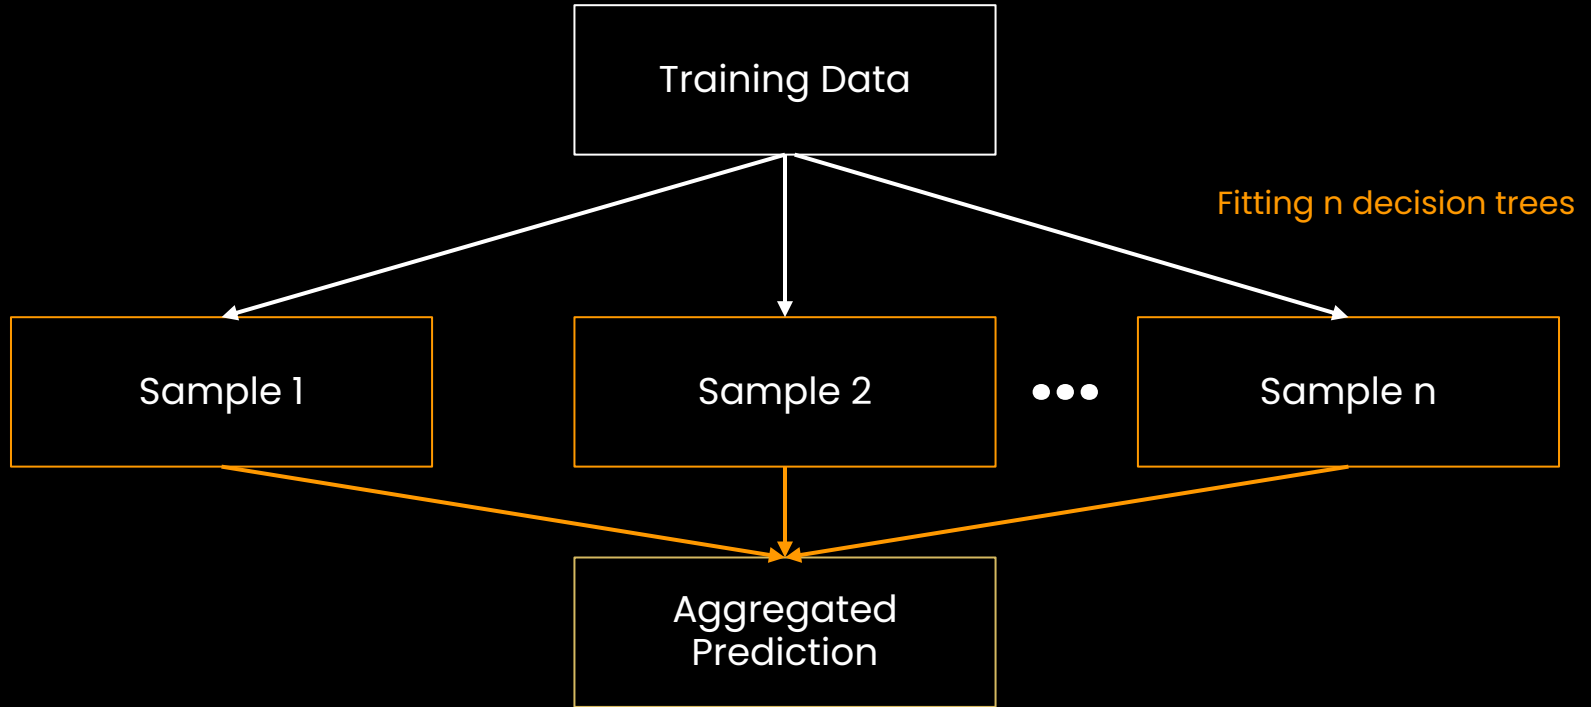 Training Data
Fitting n decision trees
Sample 1
Sample 2
Sample n
Aggregated
Prediction